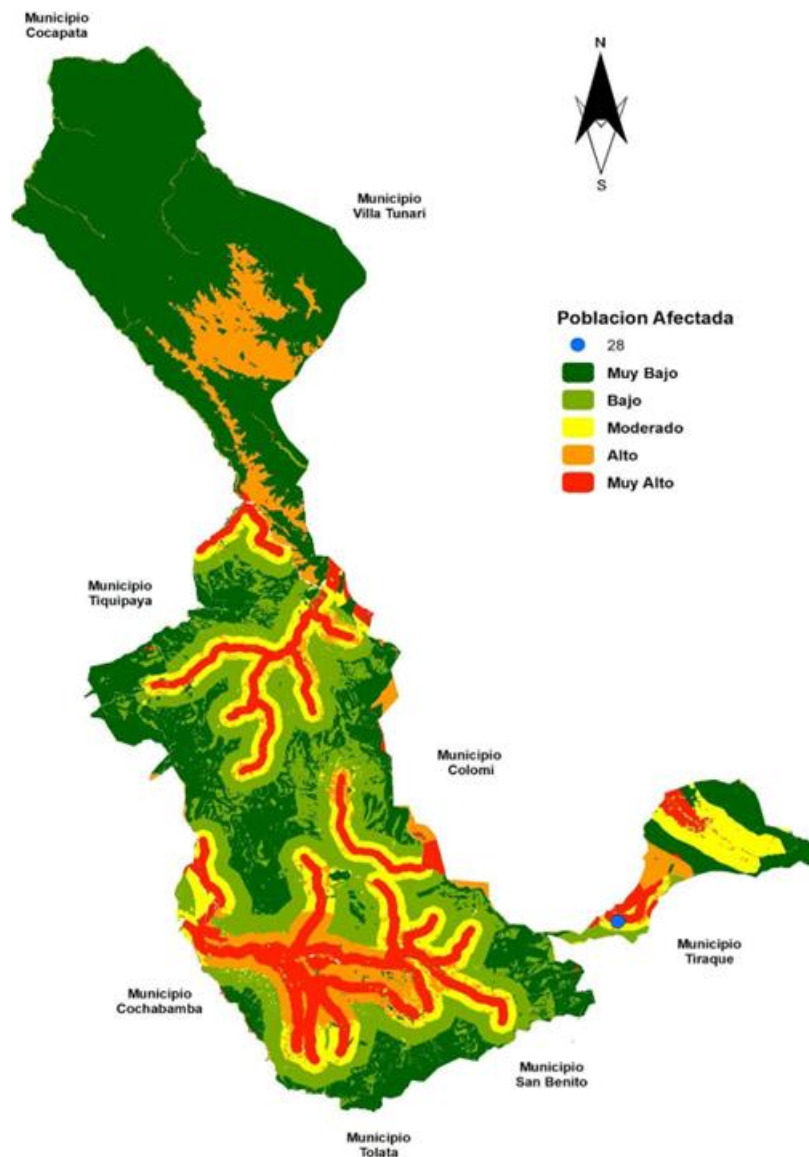 Municipio
Cocapata
N
S
Municipio
Villa Tunari
Poblacion Afectada
28
Muy Bajo
Bajo
Moderado
Alto
Muy Alto
Municipio
Tiquipaya
Municipio
Colomi
Municipio
Tiraque
Municipio
Cochabamba
Municipio
San Benito
Municipio
Tolata